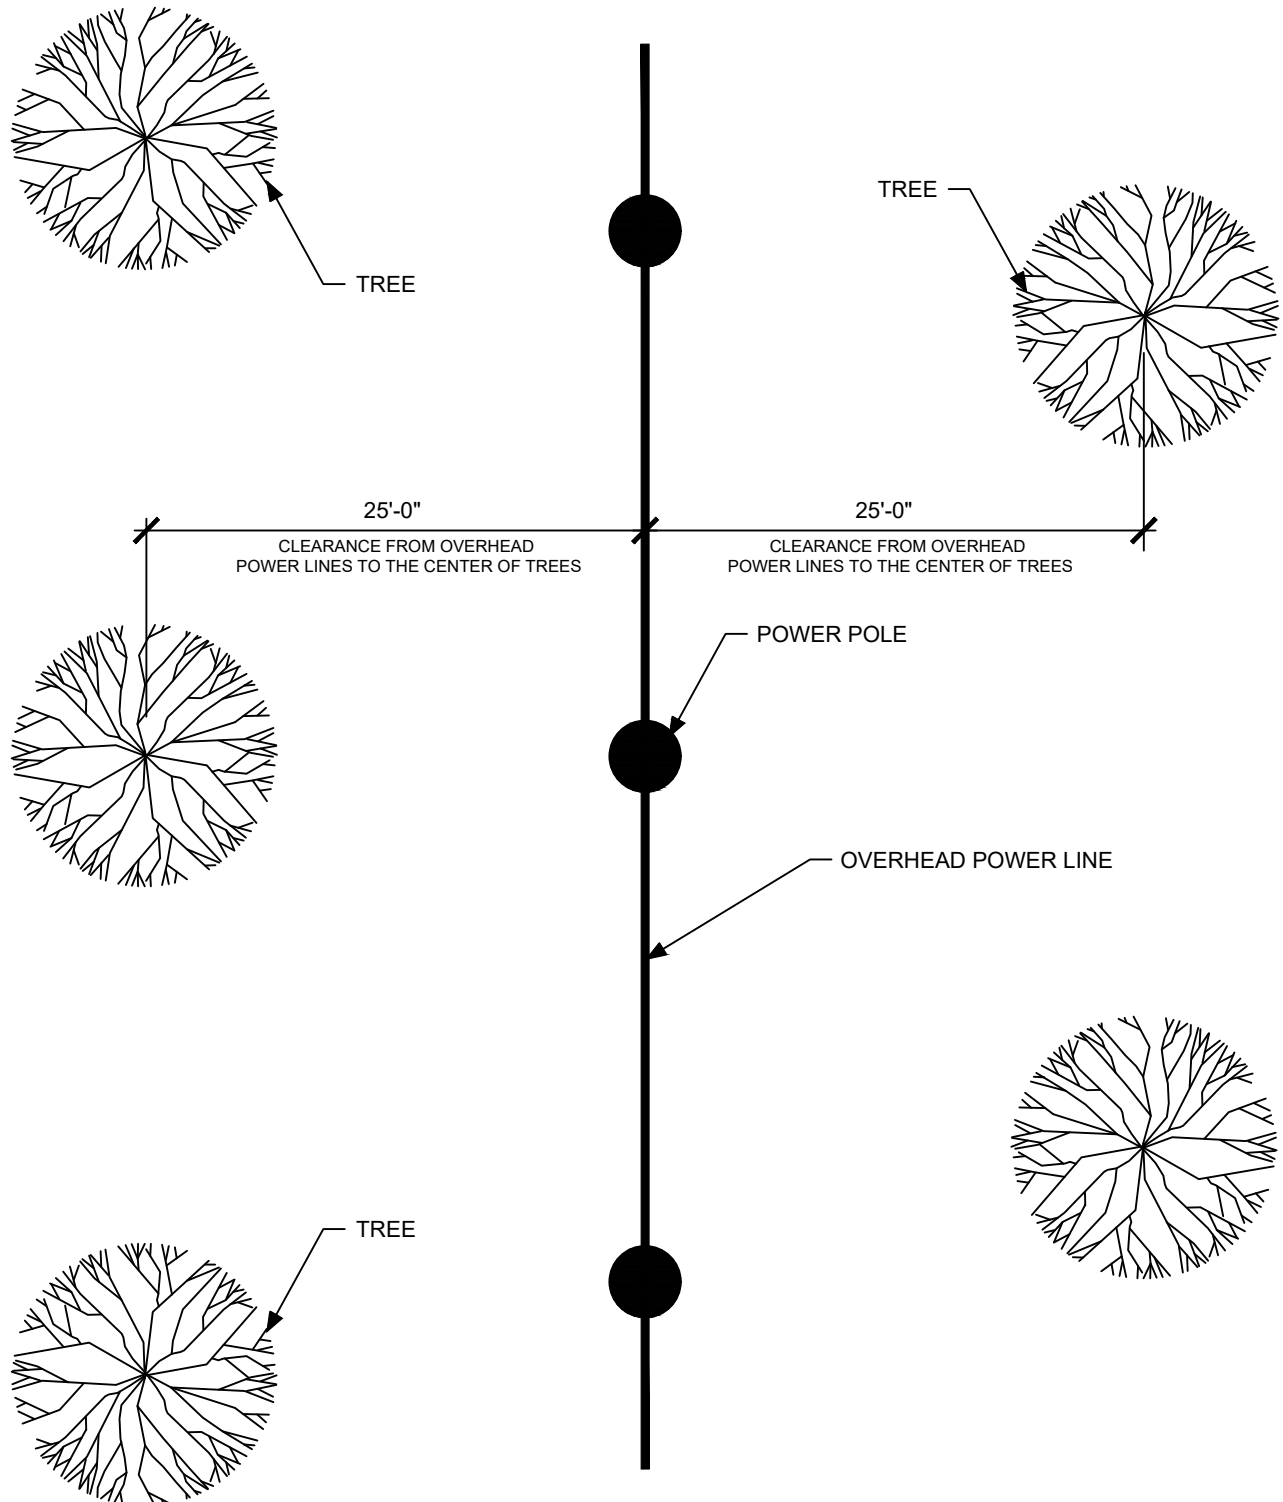 TREE
TREE
25'-0"
25'-0"
CLEARANCE FROM OVERHEAD
POWER LINES TO THE CENTER OF TREES
CLEARANCE FROM OVERHEAD
POWER LINES TO THE CENTER OF TREES
POWER POLE
OVERHEAD POWER LINE
TREE